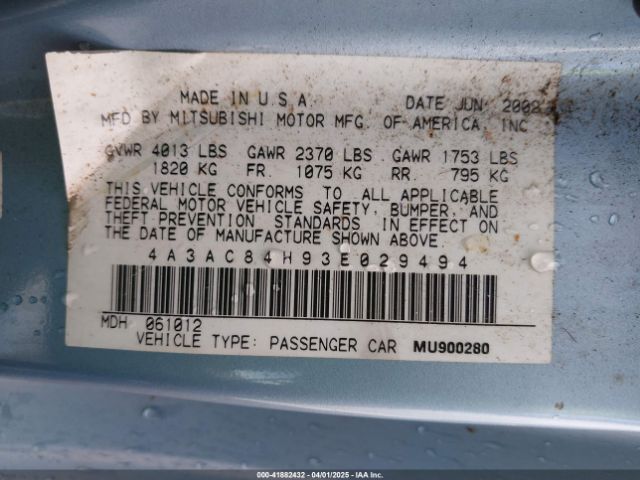 MADE IN U.S.A. DATE JUN 2002
MFD BY MITSUBISHI MOTOR MFG. OF AMERICA, INC
GVWR 4013 LBS GAWR 2370 LBS GAWR 1753 LBS
1820 KG FR. 1075 KG RR. 795 KG
THIS VEHICLE CONFORMS TO ALL APPLICABLE
FEDERAL MOTOR VEHICLE SAFETY, BUMPER, AND
THEFT PREVENTION STANDARDS IN EFFECT ON
THE DATE OF MANUFACTURE SHOWN ABOVE.
4A3AC84H93E029494
MDH 061012
VEHICLE TYPE: PASSENGER CAR MU900280
000-41882432 - 04/01/2025 - IAAI.COM